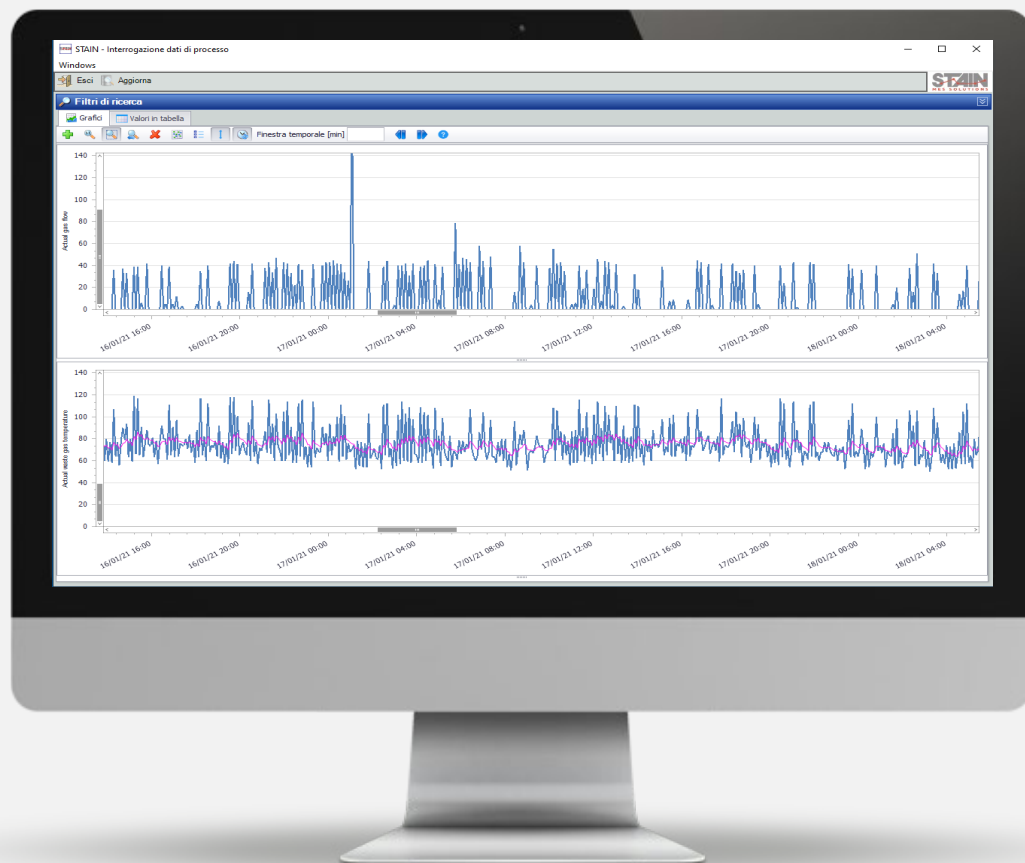 STAIN - Interrogazione dati di processo
Windows
Esci Aggiorna
STAIN
MES SOLUTIONS
Filtri di ricerca
Grafici Valori in tabella
Finestra temporale [min]
Actual gas flow
140
120
100
80
60
40
20
0
16/01/21 16:00 16/01/21 20:00 17/01/21 00:00 17/01/21 04:00 17/01/21 08:00 17/01/21 12:00 17/01/21 16:00 17/01/21 20:00 18/01/21 00:00 18/01/21 04:00
Actual waste gas temperature
140
120
100
80
60
40
20
0
16/01/21 16:00 16/01/21 20:00 17/01/21 00:00 17/01/21 04:00 17/01/21 08:00 17/01/21 12:00 17/01/21 16:00 17/01/21 20:00 18/01/21 00:00 18/01/21 04:00